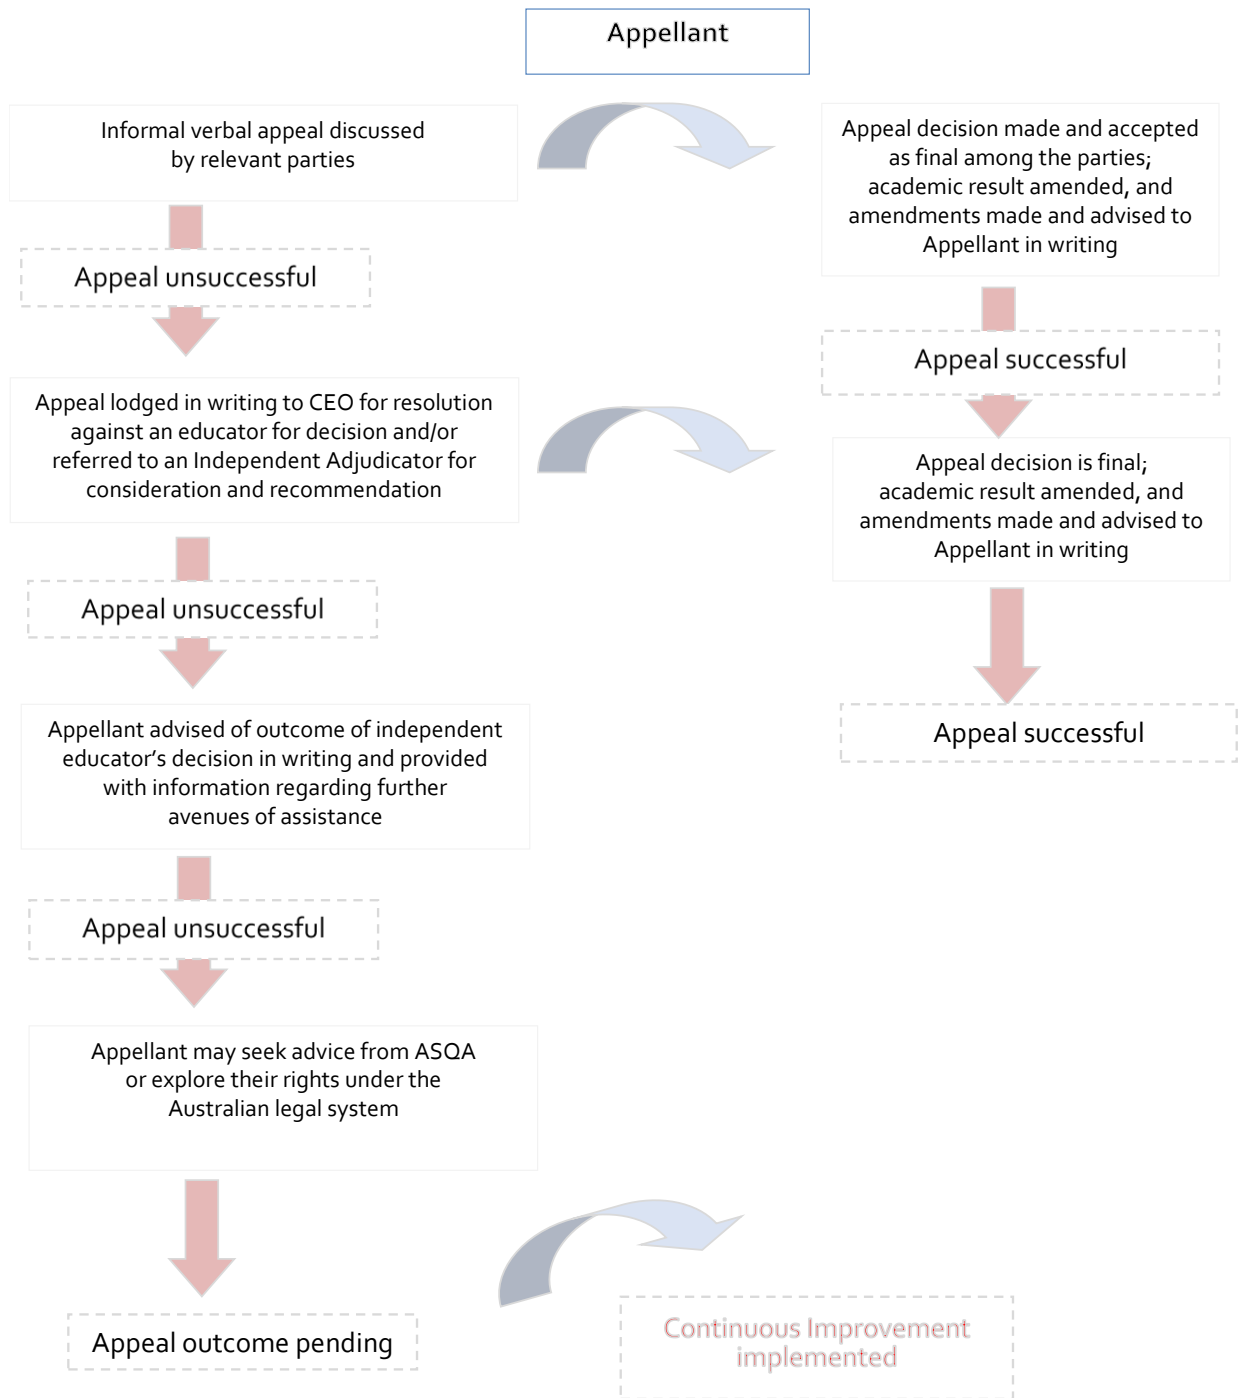 Appellant
Informal verbal appeal discussed
by relevant parties
Appeal decision made and accepted
as final among the parties;
academic result amended, and
amendments made and advised to
Appellant in writing
Appeal unsuccessful
Appeal successful
Appeal lodged in writing to CEO for resolution
against an educator for decision and/or
referred to an Independent Adjudicator for
consideration and recommendation
Appeal decision is final;
academic result amended, and
amendments made and advised to
Appellant in writing
Appeal unsuccessful
Appellant advised of outcome of independent
educator’s decision in writing and provided
with information regarding further
avenues of assistance
Appeal successful
Appeal unsuccessful
Appellant may seek advice from ASQA
or explore their rights under the
Australian legal system
Appeal outcome pending
Continuous Improvement
implemented